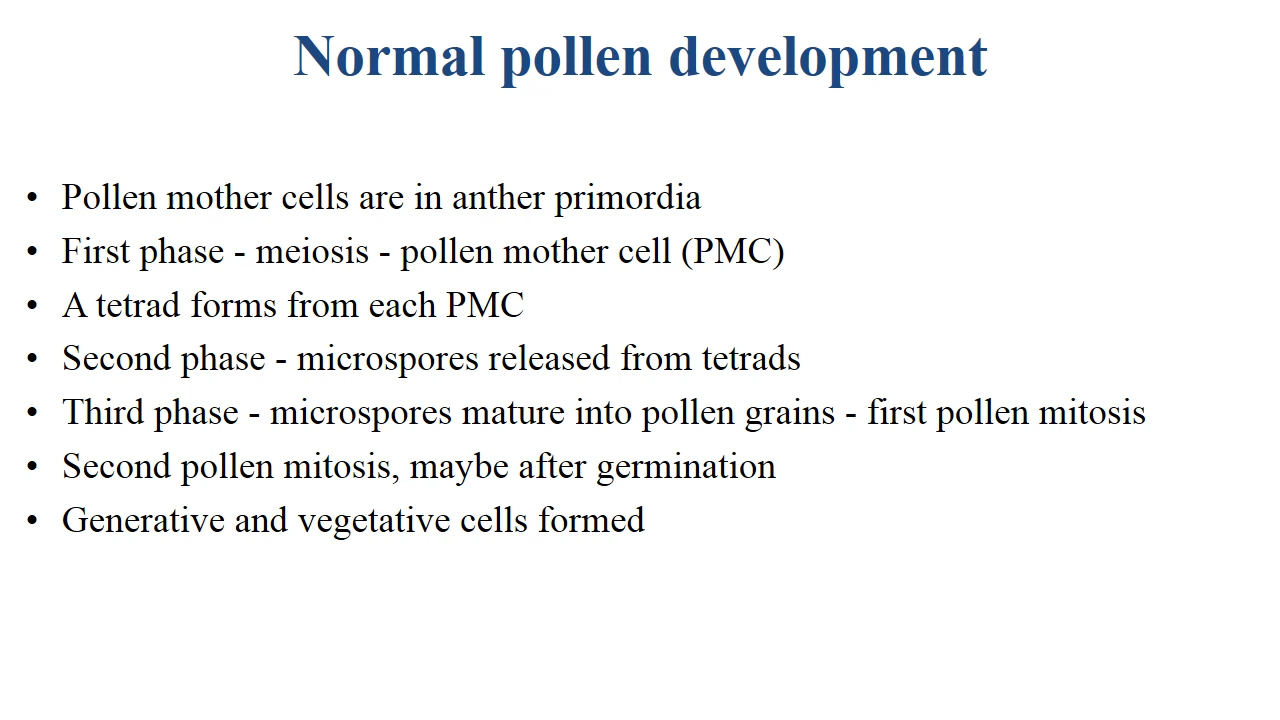 Normal pollen development
• Pollen mother cells are in anther primordia
• First phase - meiosis - pollen mother cell (PMC)
• A tetrad forms from each PMC
• Second phase - microspores released from tetrads
• Third phase - microspores mature into pollen grains - first pollen mitosis
• Second pollen mitosis, maybe after germination
• Generative and vegetative cells formed